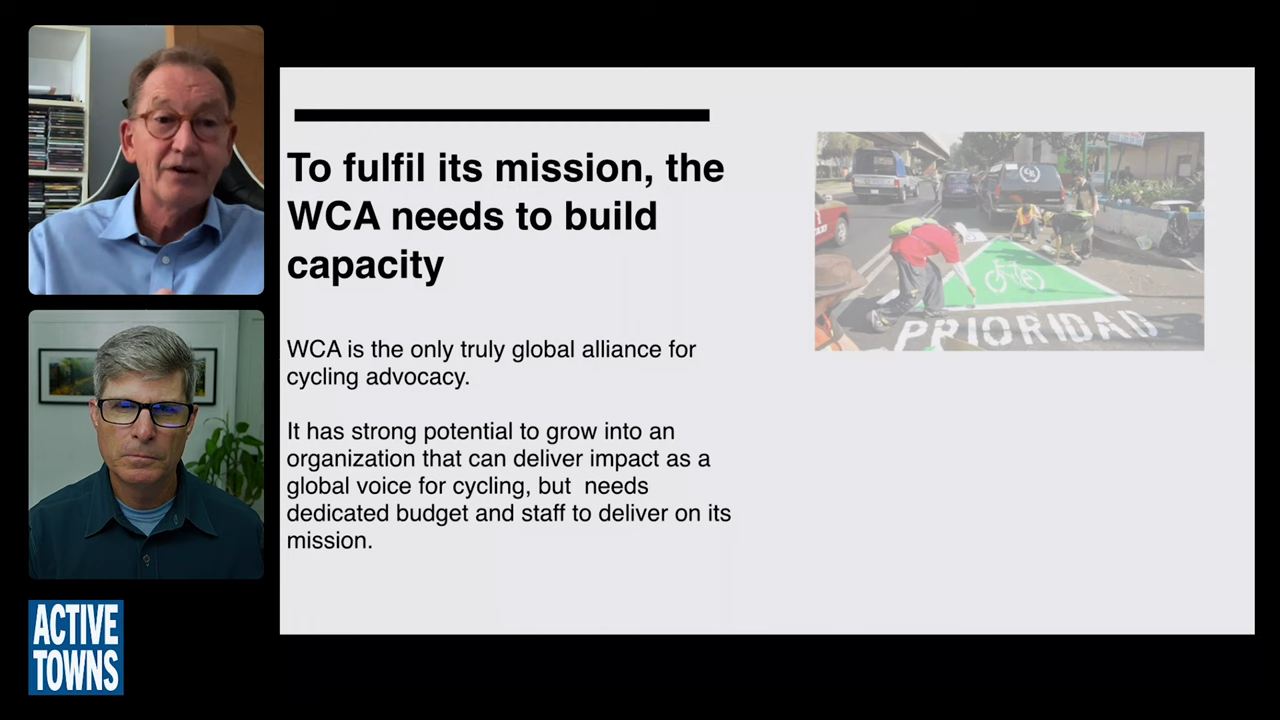 To fulfil its mission, the
WCA needs to build
capacity
WCA is the only truly global alliance for
cycling advocacy.
It has strong potential to grow into an
organization that can deliver impact as a
global voice for cycling, but  needs
dedicated budget and staff to deliver on its
mission.
PRIORIDAD
ACTIVE
TOWNS